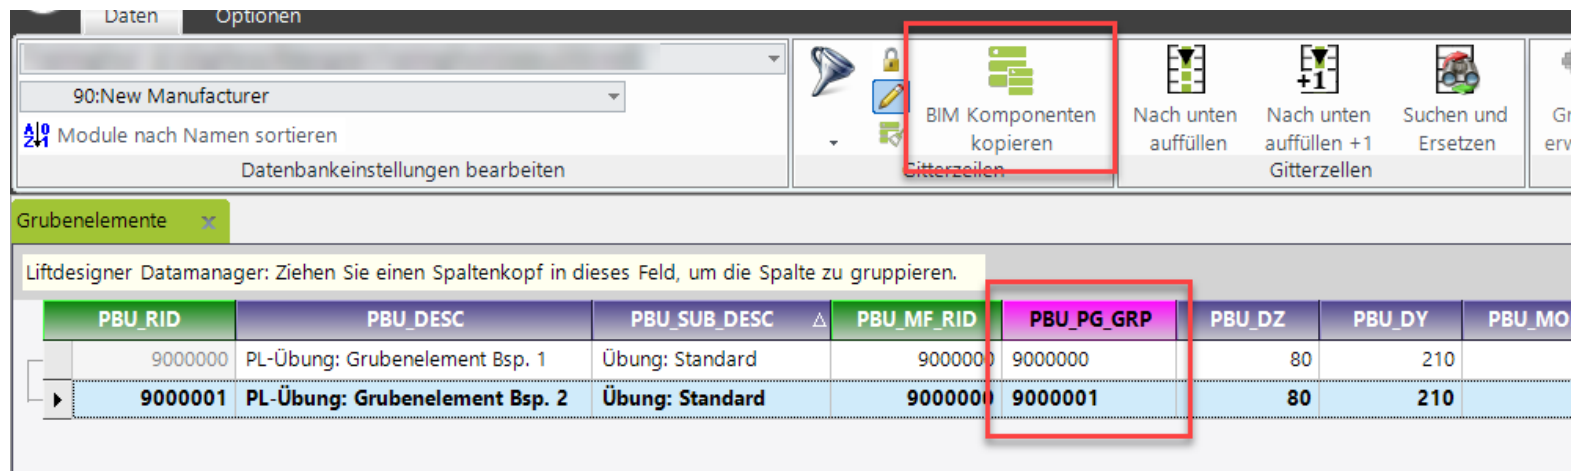 Daten Optionen
90:New Manufacturer
Module nach Namen sortieren
Datenbankeinstellungen bearbeiten
BIM Komponenten
kopieren
Gitterzeilen
Nach unten
auffüllen
+1
Nach unten
auffüllen +1
Suchen und
Ersetzen
Gitterzellen
Grubenelemente x
Liftdesigner Datamanager: Ziehen Sie einen Spaltenkopf in dieses Feld, um die Spalte zu gruppieren.
PBU_RID PBU_DESC PBU_SUB_DESC PBU_MF_RID PBU_PG_GRP PBU_DZ PBU_DY PBU_MO
9000000 PL-Übung: Grubenelement Bsp. 1 Übung: Standard 9000000 9000000 80 210
9000001 PL-Übung: Grubenelement Bsp. 2 Übung: Standard 9000000 9000001 80 210